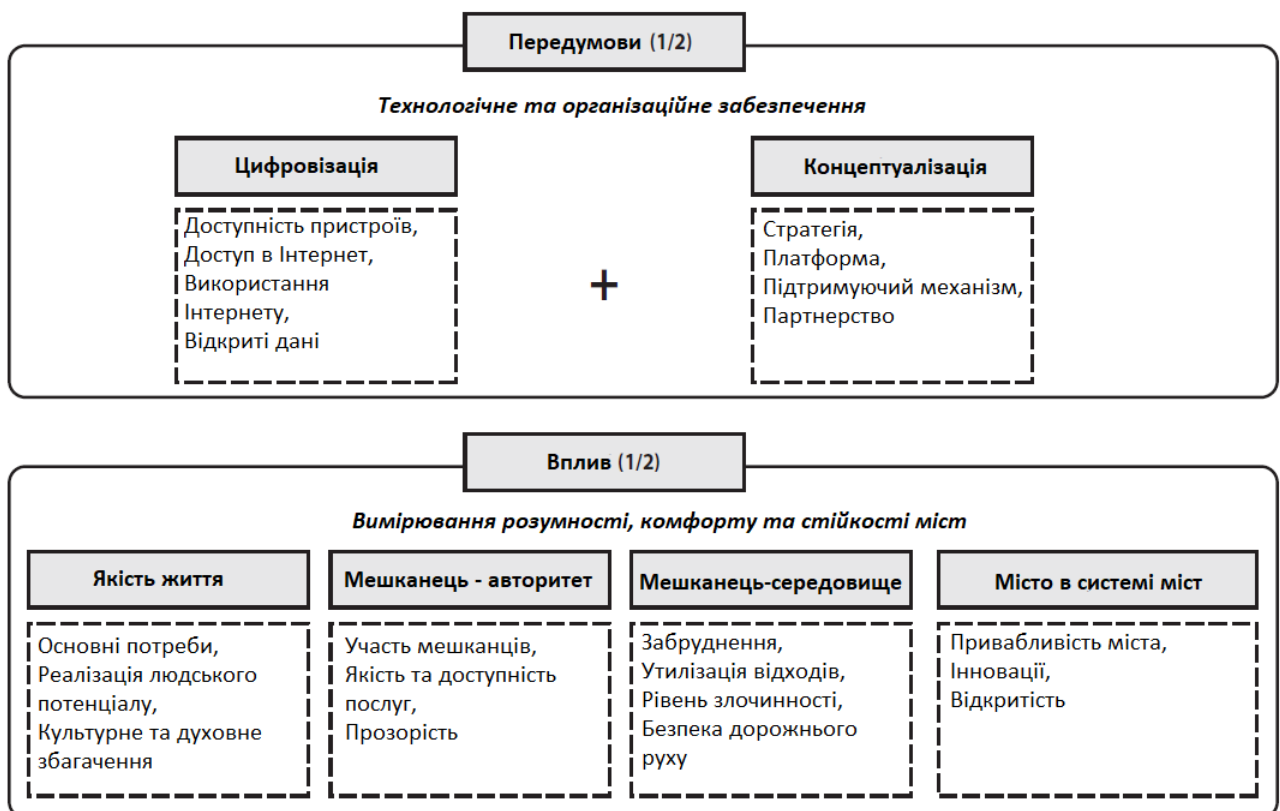 Передумови (1/2)
Технологічне та організаційне забезпечення
Цифровізація
Доступність пристроїв,
Доступ в Інтернет,
Використання
Інтернету,
Відкриті дані
+
Концептуалізація
Стратегія,
Платформа,
Підтримуючий механізм,
Партнерство
Вплив (1/2)
Вимірювання розумності, комфорту та стійкості міст
Якість життя
Основні потреби,
Реалізація людського
потенціалу,
Культурне та духовне
збагачення
Мешканець - авторитет
Участь мешканців,
Якість та доступність
послуг,
Прозорість
Мешканець-середовище
Забруднення,
Утилізація відходів,
Рівень злочинності,
Безпека дорожнього
руху
Місто в системі міст
Привабливість міста,
Інновації,
Відкритість